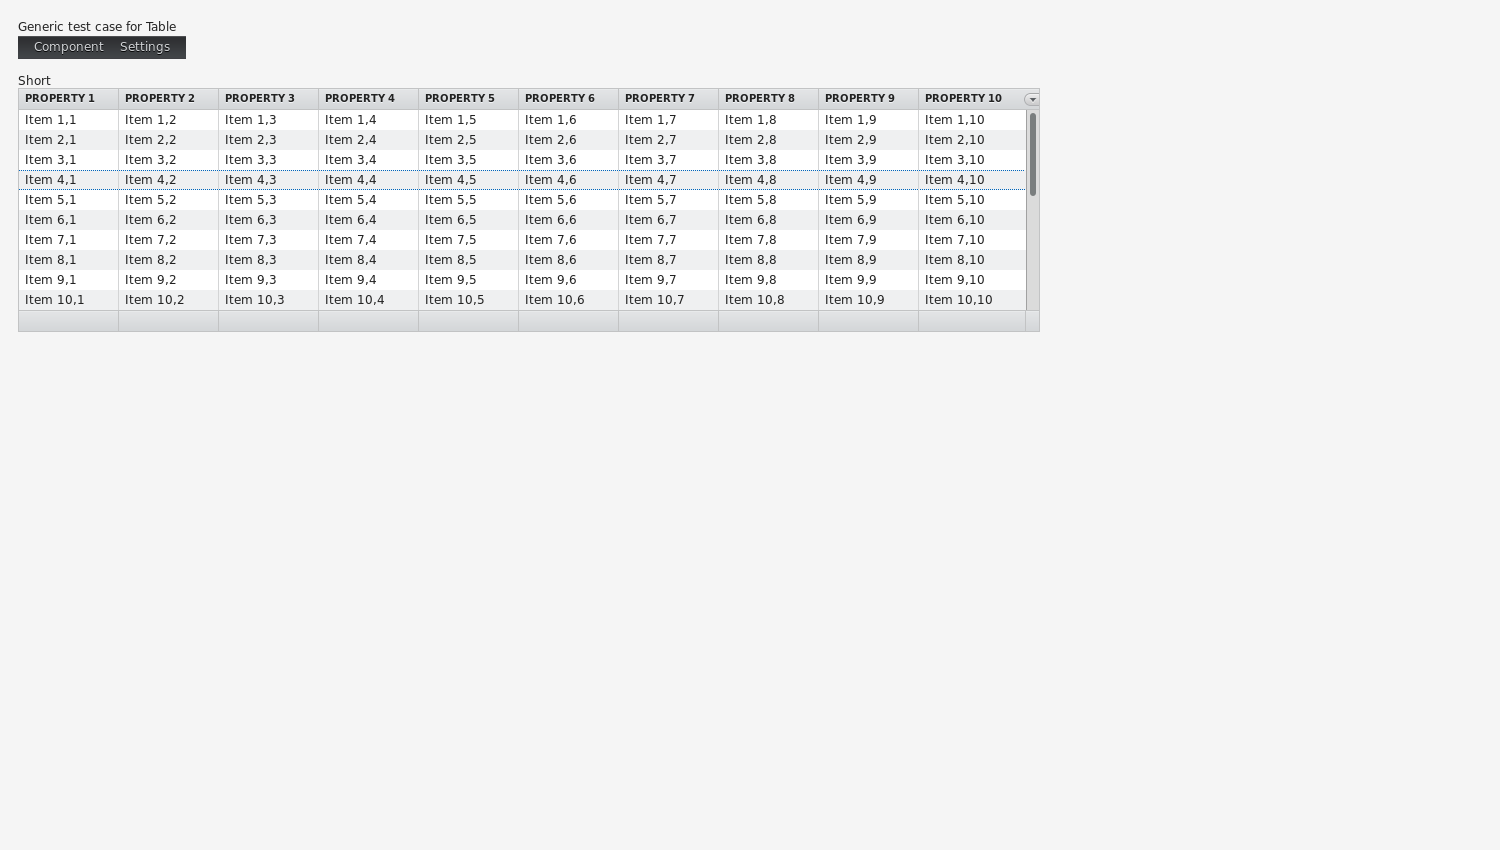 Generic test case for Table
Component Settings
Short
PROPERTY 1 PROPERTY 2 PROPERTY 3 PROPERTY 4 PROPERTY 5 PROPERTY 6 PROPERTY 7 PROPERTY 8 PROPERTY 9 PROPERTY 10
Item 1,1 Item 1,2 Item 1,3 Item 1,4 Item 1,5 Item 1,6 Item 1,7 Item 1,8 Item 1,9 Item 1,10
Item 2,1 Item 2,2 Item 2,3 Item 2,4 Item 2,5 Item 2,6 Item 2,7 Item 2,8 Item 2,9 Item 2,10
Item 3,1 Item 3,2 Item 3,3 Item 3,4 Item 3,5 Item 3,6 Item 3,7 Item 3,8 Item 3,9 Item 3,10
Item 4,1 Item 4,2 Item 4,3 Item 4,4 Item 4,5 Item 4,6 Item 4,7 Item 4,8 Item 4,9 Item 4,10
Item 5,1 Item 5,2 Item 5,3 Item 5,4 Item 5,5 Item 5,6 Item 5,7 Item 5,8 Item 5,9 Item 5,10
Item 6,1 Item 6,2 Item 6,3 Item 6,4 Item 6,5 Item 6,6 Item 6,7 Item 6,8 Item 6,9 Item 6,10
Item 7,1 Item 7,2 Item 7,3 Item 7,4 Item 7,5 Item 7,6 Item 7,7 Item 7,8 Item 7,9 Item 7,10
Item 8,1 Item 8,2 Item 8,3 Item 8,4 Item 8,5 Item 8,6 Item 8,7 Item 8,8 Item 8,9 Item 8,10
Item 9,1 Item 9,2 Item 9,3 Item 9,4 Item 9,5 Item 9,6 Item 9,7 Item 9,8 Item 9,9 Item 9,10
Item 10,1 Item 10,2 Item 10,3 Item 10,4 Item 10,5 Item 10,6 Item 10,7 Item 10,8 Item 10,9 Item 10,10